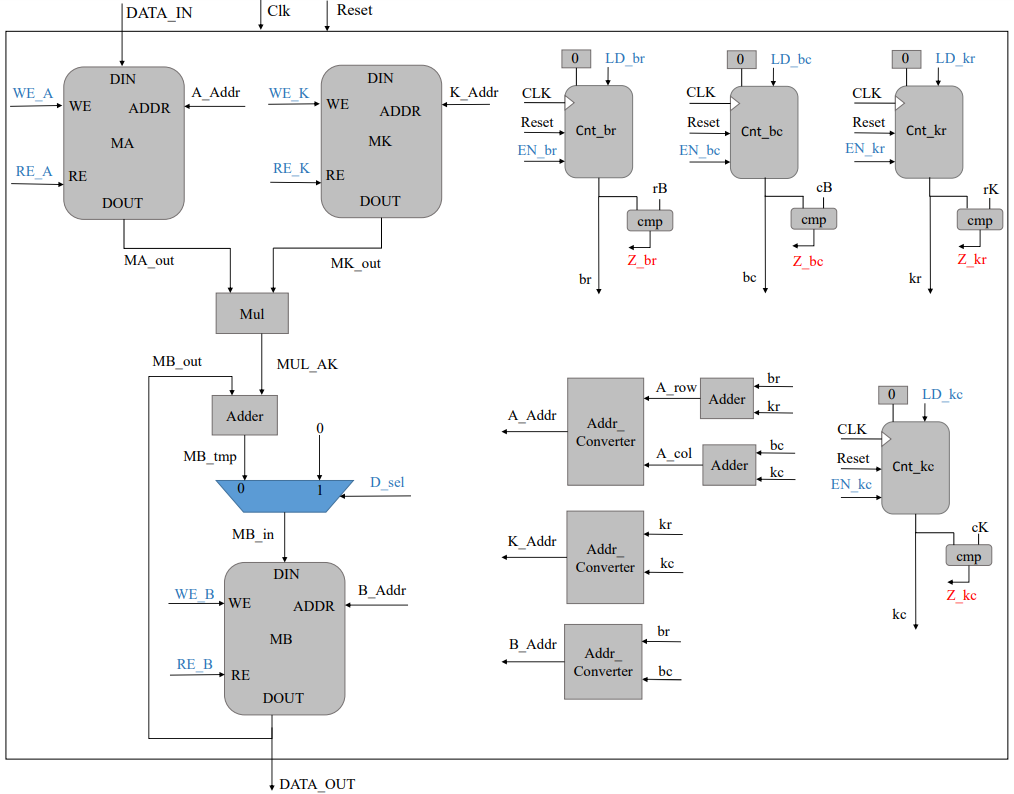 DATA_IN
Clk
Reset
DIN
WE_A
WE
ADDR
A_Addr
MA
RE_A
RE
DOUT
MA_out
DIN
WE_K
WE
ADDR
K_Addr
MK
RE_K
RE
DOUT
MK_out
0
LD_br
CLK
Reset
Cnt_br
EN_br
rB
cmp
Z_br
br
0
LD_bc
CLK
Reset
Cnt_bc
EN_bc
cB
cmp
Z_bc
bc
0
LD_kr
CLK
Reset
Cnt_kr
EN_kr
rK
cmp
Z_kr
kr
Mul
MB_out
MUL_AK
Adder
0
MB_tmp
0
1
D_sel
MB_in
DIN
WE_B
WE
ADDR
B_Addr
MB
RE_B
RE
DOUT
DATA_OUT
A_Addr
Addr_
Converter
A_row
Adder
br
kr
A_col
Adder
bc
kc
K_Addr
Addr_
Converter
kr
kc
B_Addr
Addr_
Converter
br
bc
0
LD_kc
CLK
Reset
Cnt_kc
EN_kc
cK
cmp
Z_kc
kc